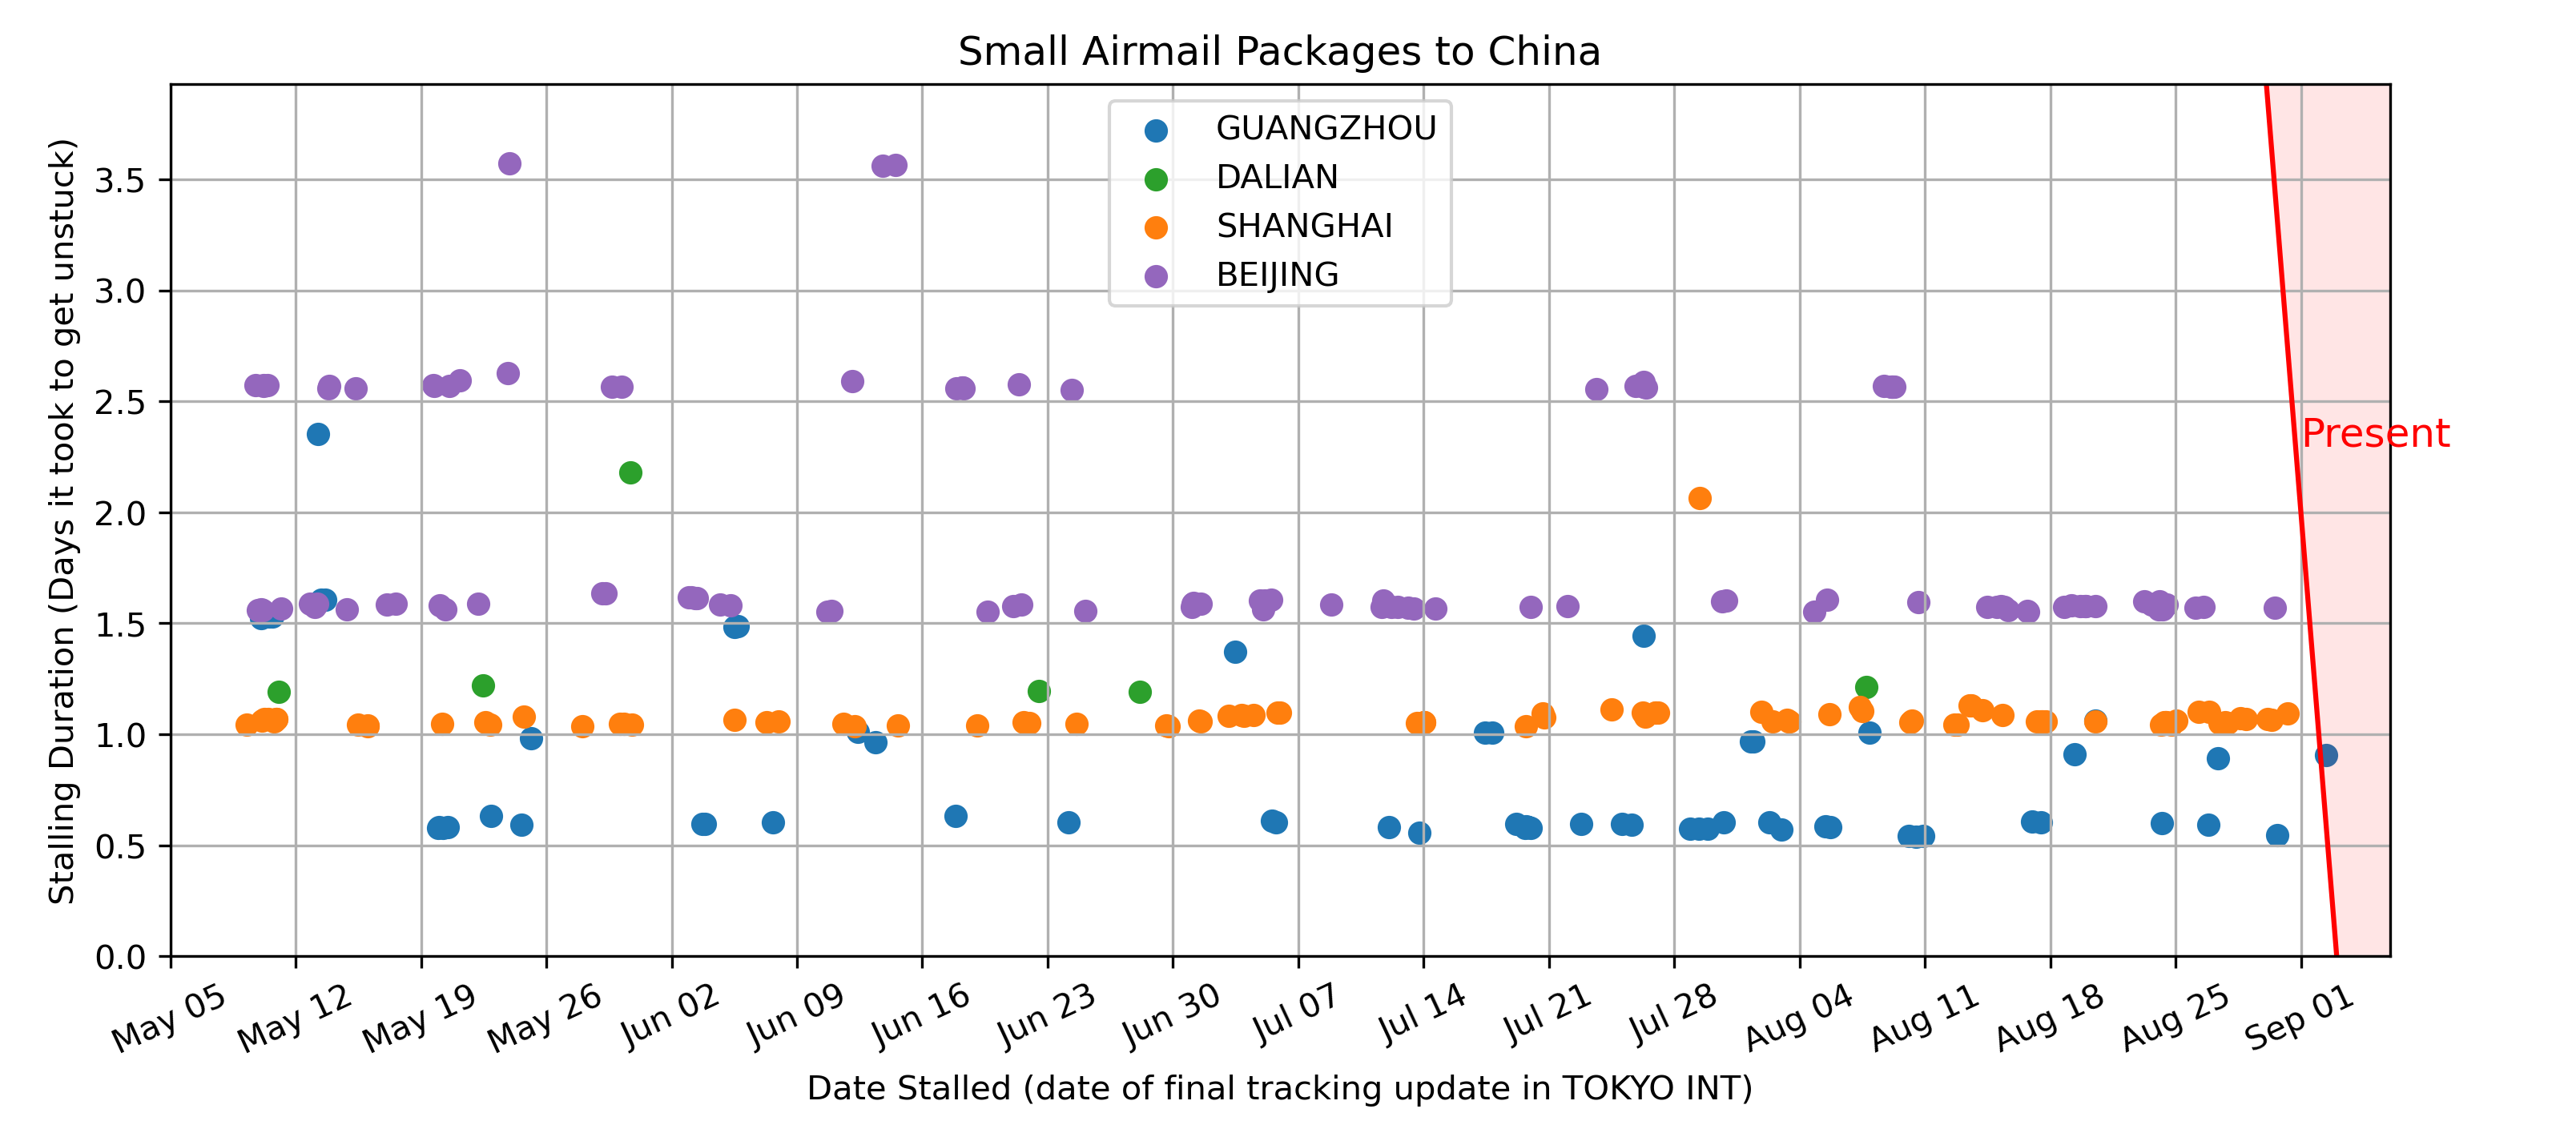 Small Airmail Packages to China
GUANGZHOU
DALIAN
SHANGHAI
BEIJING
Stalling Duration (Days it took to get unstuck)
3.5
3.0
2.5
2.0
1.5
1.0
0.5
0.0
Present
May 05
May 12
May 19
May 26
Jun 02
Jun 09
Jun 16
Jun 23
Jun 30
Jul 07
Jul 14
Jul 21
Jul 28
Aug 04
Aug 11
Aug 18
Aug 25
Sep 01
Date Stalled (date of final tracking update in TOKYO INT)